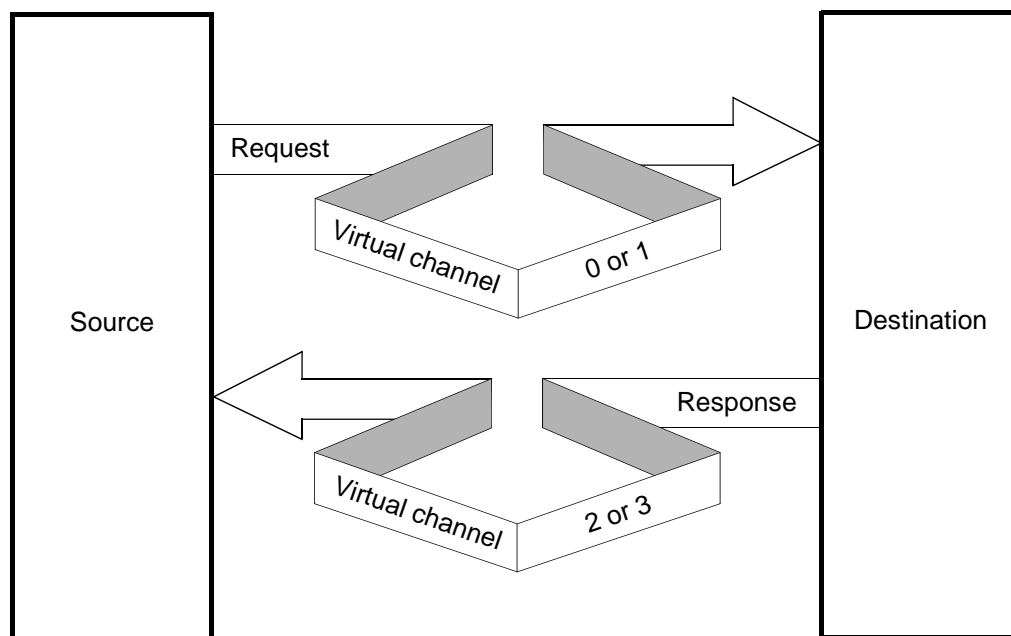 Request
Virtual channel 0 or 1
Source
Destination
Response
Virtual channel 2 or 3